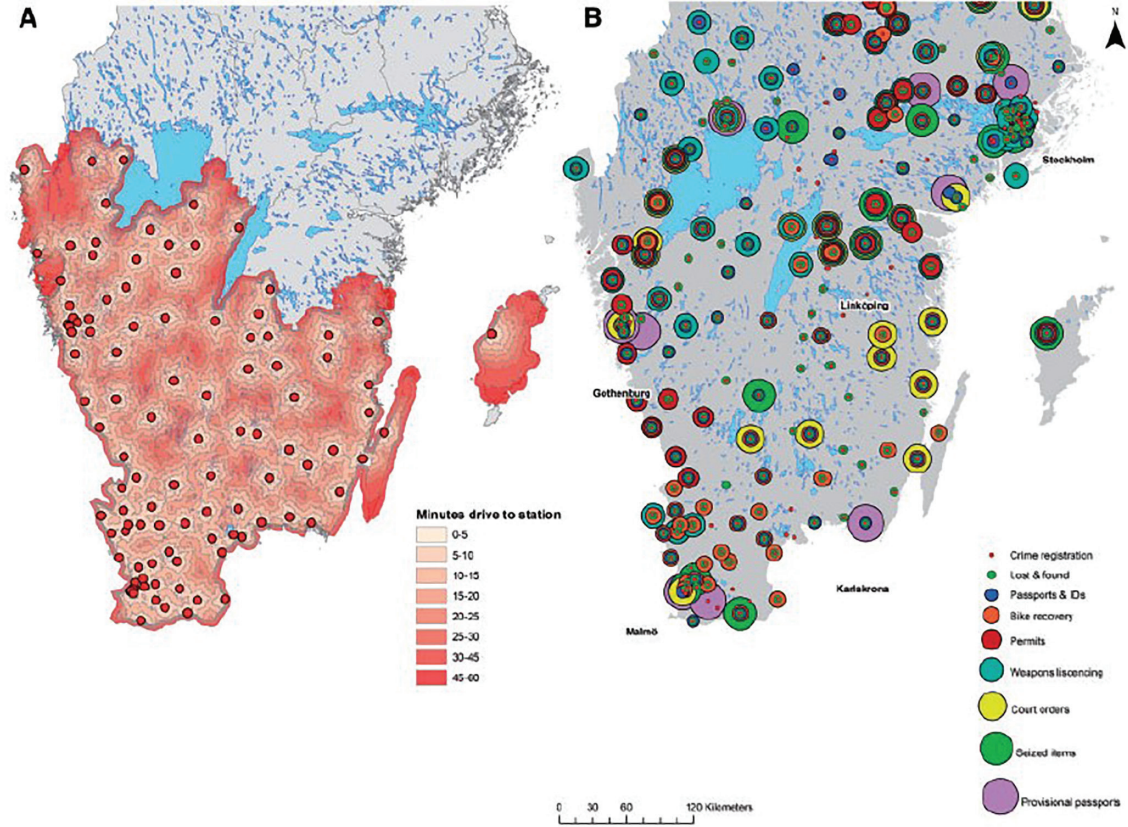 A
B
N
Stockholm
Linköping
Gothenburg
Karlskrona
Malmö
Minutes drive to station
0-5
5-10
10-15
15-20
20-25
25-30
30-45
45-60
Crime registration
Lost & found
Passports & IDs
Bike recovery
Permits
Weapons liscencing
Court orders
Seized items
Provisional passports
0 30 60 120 Kilometers